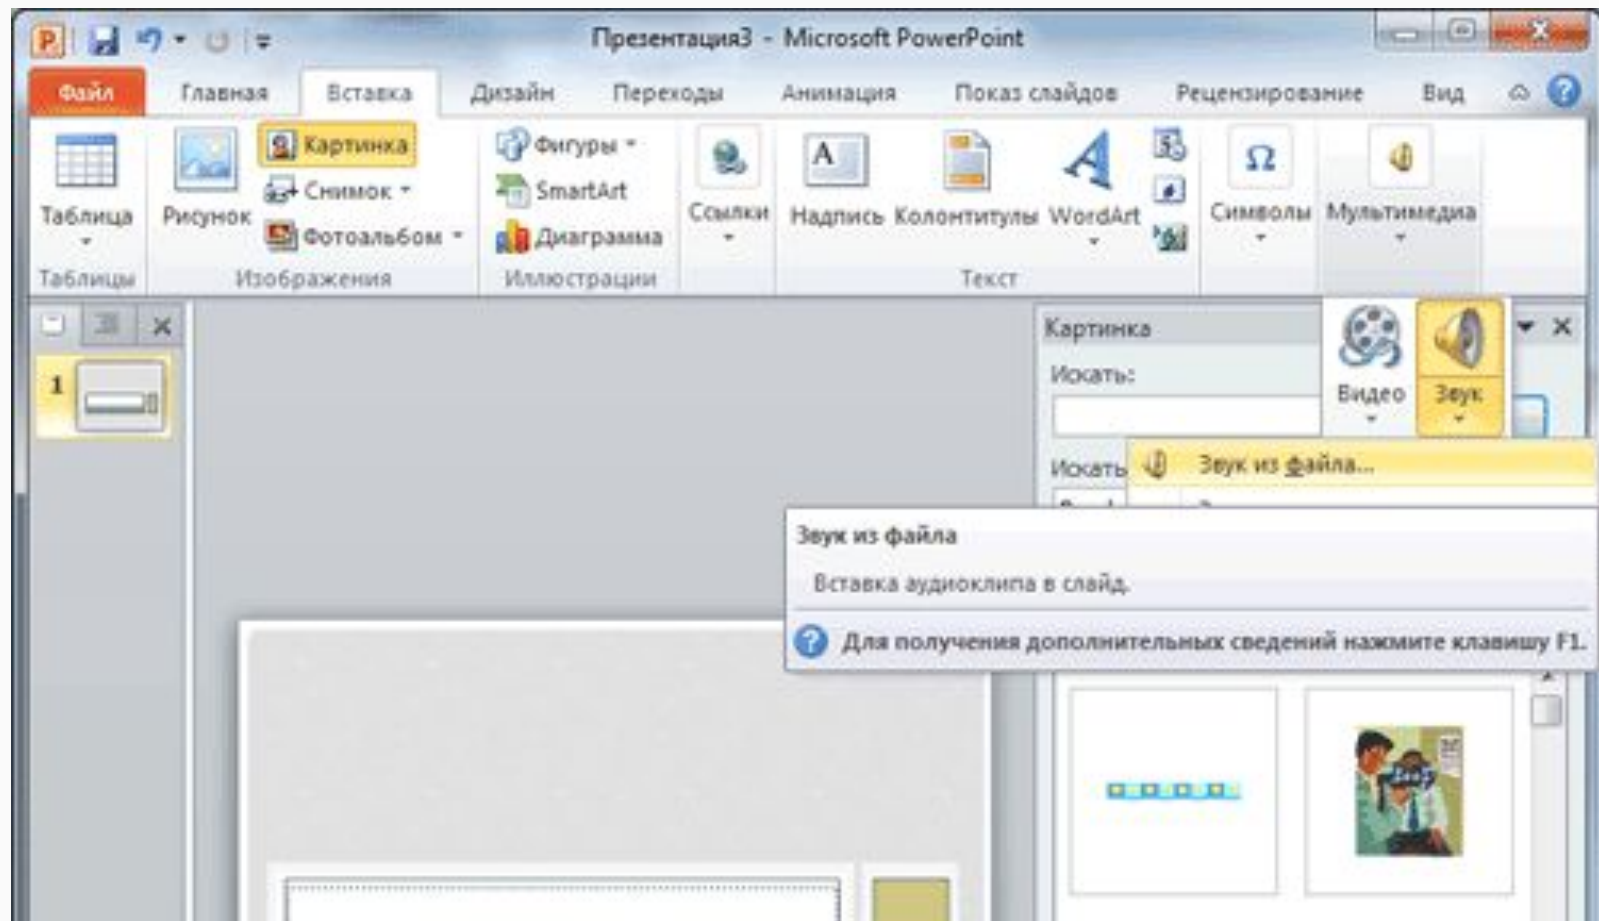 Презентация3 - Microsoft PowerPoint
Файл Главная Вставка Дизайн Переходы Анимация Показ слайдов Рецензирование Вид
Таблица
Таблицы
Рисунок
Картинка
Снимок
Фотоальбом
Изображения
Фигуры
SmartArt
Диаграмма
Иллюстрации
Ссылки
Надпись Колонтитулы WordArt
Текст
Символы
Мультимедиа
1
Картинка
Искать:
Видео
Звук
Искать
Звук из файла...
Звук из файла
Вставка аудиоклипа в слайд.
Для получения дополнительных сведений нажмите клавишу F1.